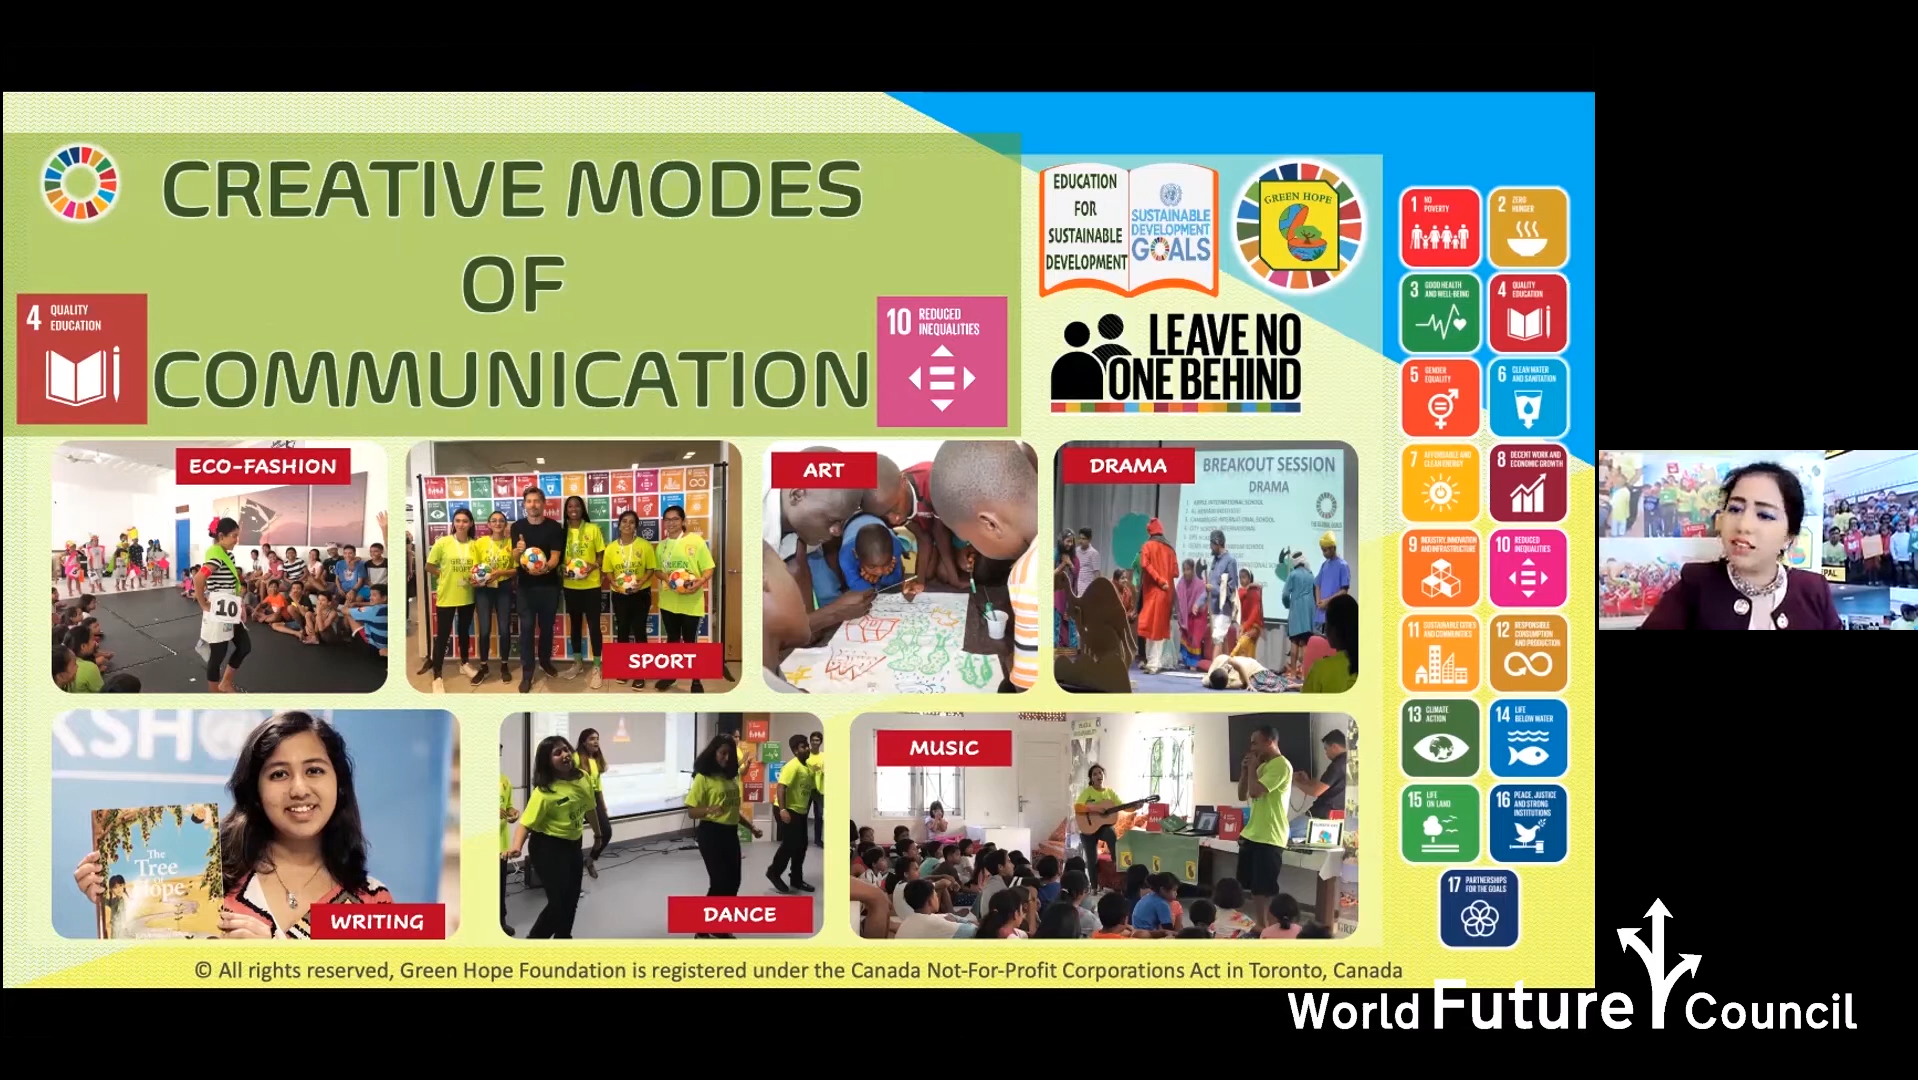 CREATIVE MODES
OF
COMMUNICATION
4 QUALITY
EDUCATION
10 REDUCED
INEQUALITIES
EDUCATION
FOR
SUSTAINABLE
DEVELOPMENT
SUSTAINABLE
DEVELOPMENT
GOALS
GREEN HOPE
LEAVE NO
ONE BEHIND
1 NO
POVERTY
2 ZERO
HUNGER
3 GOOD HEALTH
AND WELL-BEING
4 QUALITY
EDUCATION
5 GENDER
EQUALITY
6 CLEAN WATER
AND SANITATION
7 AFFORDABLE AND
CLEAN ENERGY
8 DECENT WORK AND
ECONOMIC GROWTH
9 INDUSTRY, INNOVATION
AND INFRASTRUCTURE
10 REDUCED
INEQUALITIES
11 SUSTAINABLE CITIES
AND COMMUNITIES
12 RESPONSIBLE
CONSUMPTION
AND PRODUCTION
13 CLIMATE
ACTION
14 LIFE
BELOW WATER
15 LIFE
ON LAND
16 PEACE, JUSTICE
AND STRONG
INSTITUTIONS
17 PARTNERSHIPS
FOR THE GOALS
ECO-FASHION
10
SPORT
ART
DRAMA
BREAKOUT SESSION
DRAMA
WRITING
The
Tree
of
Hope
DANCE
MUSIC
© All rights reserved, Green Hope Foundation is registered under the Canada Not-For-Profit Corporations Act in Toronto, Canada
World Future Council